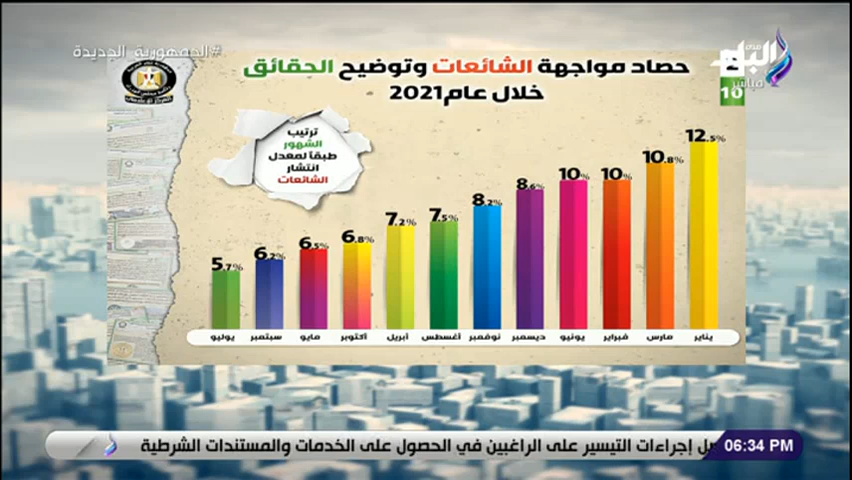 #الجمهورية_الجديدة
صدى
البلد
مباشر
2
10
حصاد مواجهة الشائعات وتوضيح الحقائق
خلال عام 2021
ترتيب
الشهور
طبقاً لمعدل
انتشار
الشائعات
12.5%
10.8%
10%
10%
8.6%
8.2%
7.5%
7.2%
6.8%
6.5%
6.2%
5.7%
يناير
مارس
فبراير
يونيو
ديسمبر
نوفمبر
أغسطس
أبريل
أكتوبر
مايو
سبتمبر
يوليو
إجراءات التيسير على الراغبين في الحصول على الخدمات والمستندات الشرطية
06:34 PM